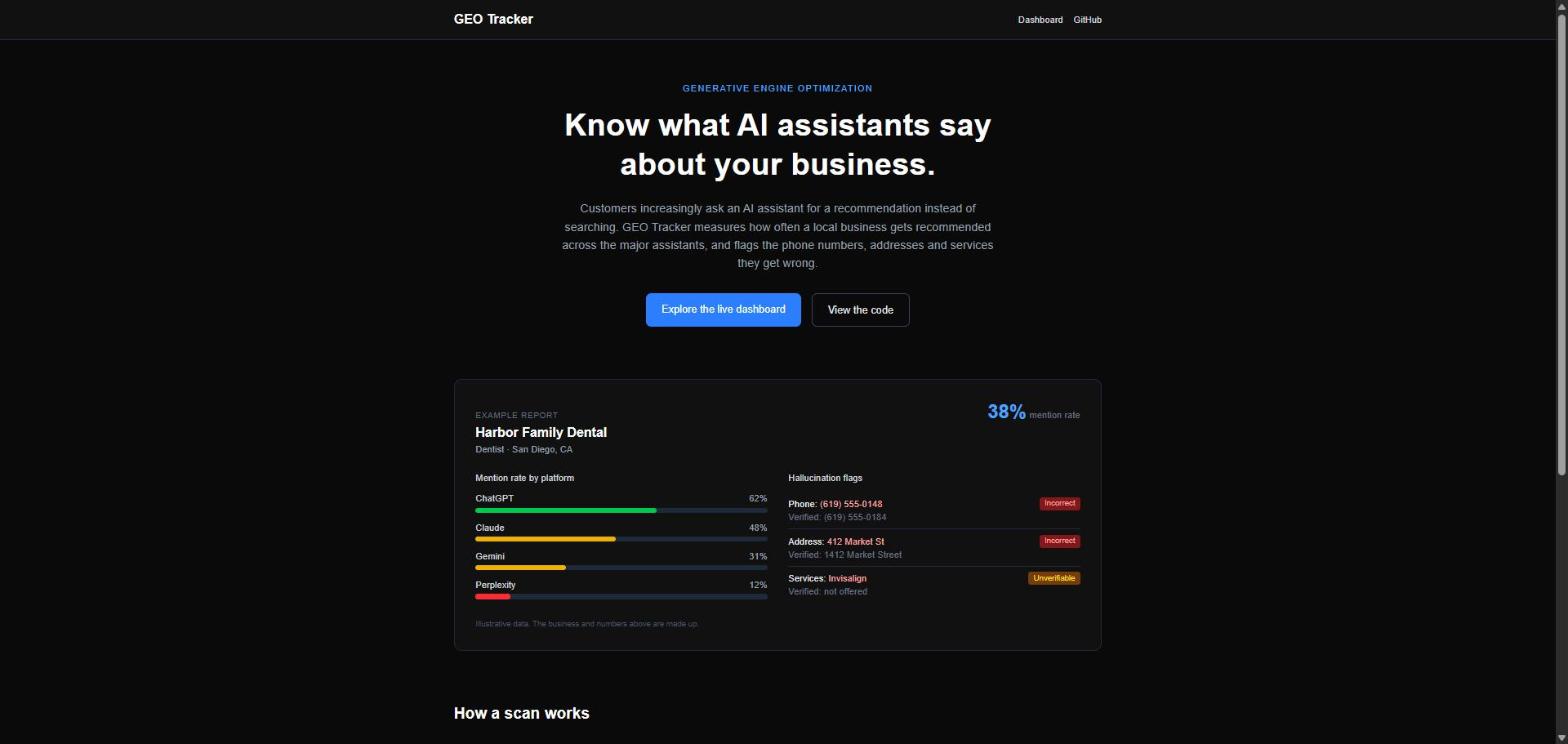 GEO Tracker
Dashboard
GitHub
GENERATIVE ENGINE OPTIMIZATION
Know what AI assistants say
about your business.
Customers increasingly ask an AI assistant for a recommendation instead of
searching. GEO Tracker measures how often a local business gets recommended
across the major assistants, and flags the phone numbers, addresses and services
they get wrong.
Explore the live dashboard
View the code
EXAMPLE REPORT
Harbor Family Dental
Dentist · San Diego, CA
38% mention rate
Mention rate by platform
ChatGPT 62%
Claude 48%
Gemini 31%
Perplexity 12%
Hallucination flags
Phone: (619) 555-0148 Incorrect
Verified: (619) 555-0184
Address: 412 Market St Incorrect
Verified: 1412 Market Street
Services: Invisalign Unverifiable
Verified: not offered
Illustrative data. The business and numbers above are made up.
How a scan works